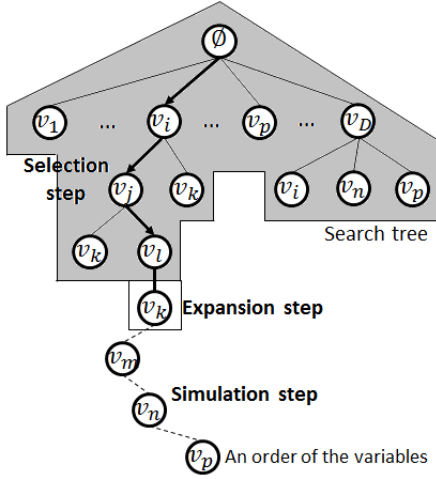 ∅
v₁ ... vᵢ ... vₚ ... v_D
Selection step
vⱼ vₖ vᵢ vₙ vₚ
Search tree
vₖ vₗ
vₖ Expansion step
vₘ
Simulation step
vₙ
vₚ An order of the variables